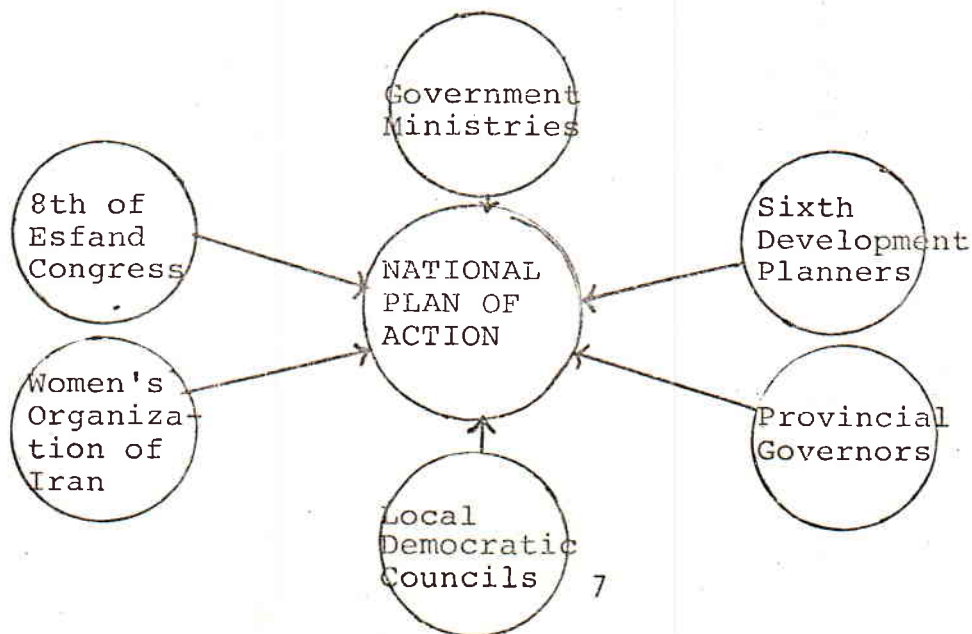 Government
Ministries
8th of
Esfand
Congress
NATIONAL
PLAN OF
ACTION
Sixth
Development
Planners
Women's
Organiza-
tion of
Iran
Provincial
Governors
Local
Democratic
Councils
7